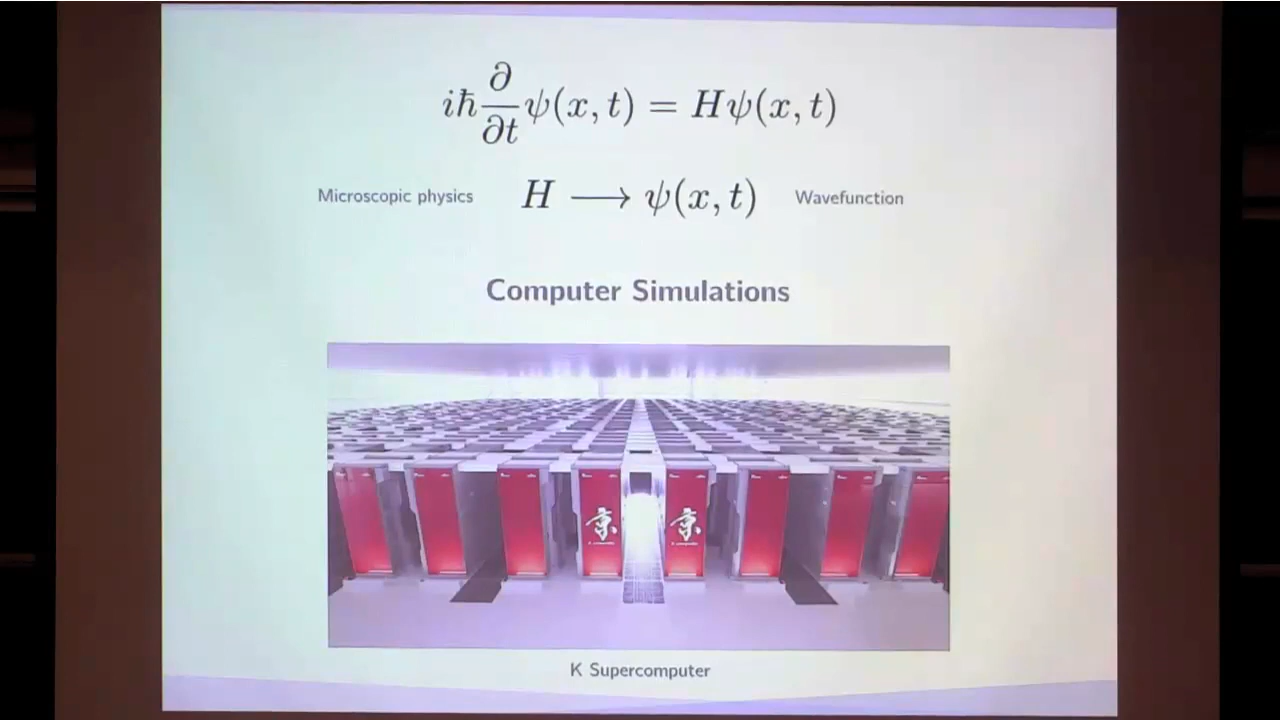 iħ ∂/∂t ψ(x, t) = Hψ(x, t)
Microscopic physics H ⟶ ψ(x, t) Wavefunction
Computer Simulations
京 京
K Supercomputer